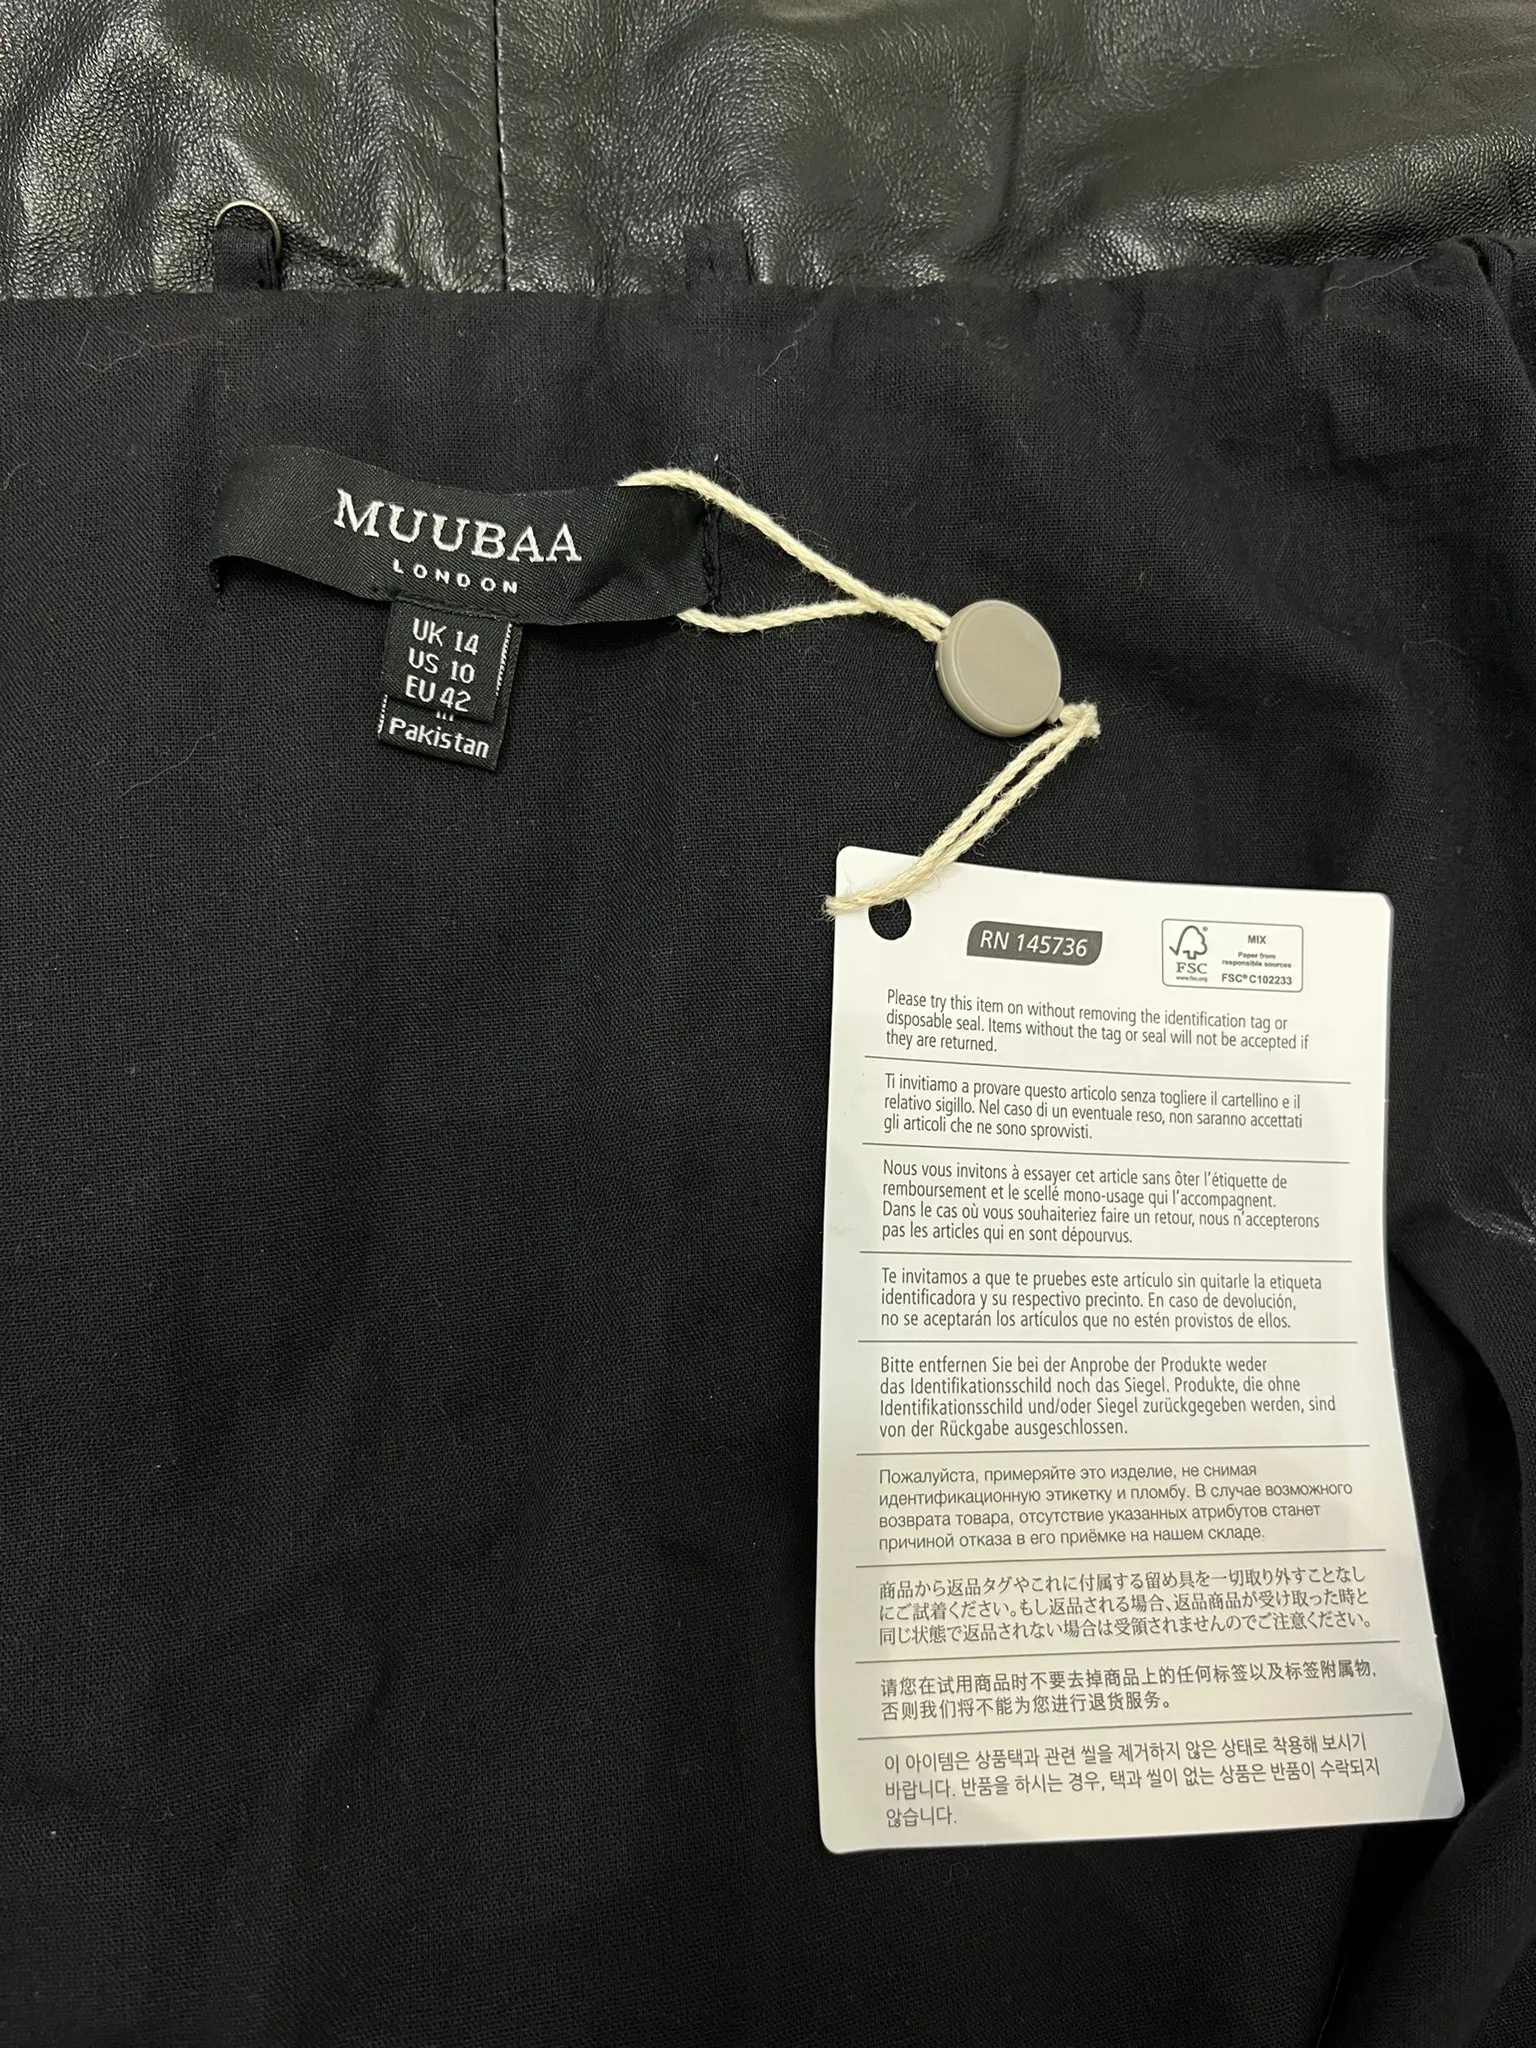 MUUBAA
LONDON
UK 14
US 10
EU 42
in
Pakistan
RN 145736
FSC
www.fsc.org
MIX
Paper from
responsible sources
FSC® C102233
Please try this item on without removing the identification tag or
disposable seal. Items without the tag or seal will not be accepted if
they are returned.
Ti invitiamo a provare questo articolo senza togliere il cartellino e il
relativo sigillo. Nel caso di un eventuale reso, non saranno accettati
gli articoli che ne sono sprovvisti.
Nous vous invitons à essayer cet article sans ôter l'étiquette de
remboursement et le scellé mono-usage qui l'accompagnent.
Dans le cas où vous souhaiteriez faire un retour, nous n'accepterons
pas les articles qui en sont dépourvus.
Te invitamos a que te pruebes este artículo sin quitarle la etiqueta
identificadora y su respectivo precinto. En caso de devolución,
no se aceptarán los artículos que no estén provistos de ellos.
Bitte entfernen Sie bei der Anprobe der Produkte weder
das Identifikationsschild noch das Siegel. Produkte, die ohne
Identifikationsschild und/oder Siegel zurückgegeben werden, sind
von der Rückgabe ausgeschlossen.
Пожалуйста, примеряйте это изделие, не снимая
идентификационную этикетку и пломбу. В случае возможного
возврата товара, отсутствие указанных атрибутов станет
причиной отказа в его приёмке на нашем складе.
商品から返品タグやこれに付属する留め具を一切取り外すことなし
にご試着ください。もし返品される場合、返品商品が受け取った時と
同じ状態で返品されない場合は受領されませんのでご注意ください。
请您在试用商品时不要去掉商品上的任何标签以及标签附属物,
否则我们将不能为您进行退货服务。
이 아이템은 상품택과 관련 씰을 제거하지 않은 상태로 착용해 보시기
바랍니다. 반품을 하시는 경우, 택과 씰이 없는 상품은 반품이 수락되지
않습니다.